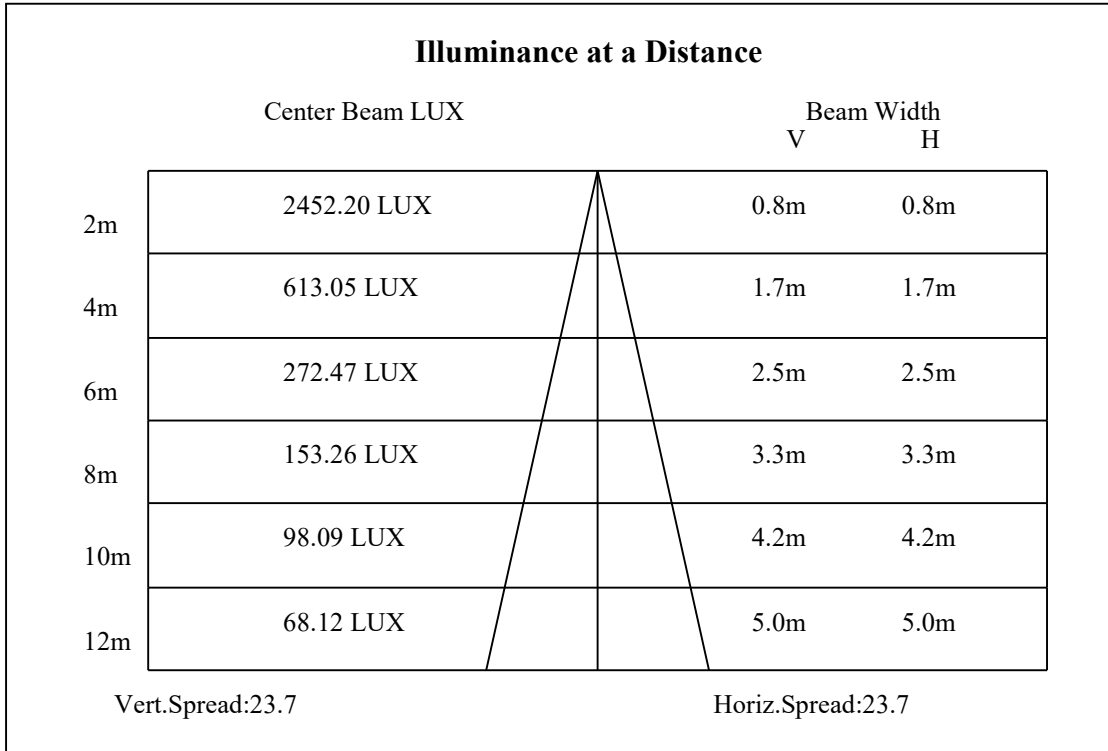 Illuminance at a Distance
Center Beam LUX Beam Width
V H
2m 2452.20 LUX 0.8m 0.8m
4m 613.05 LUX 1.7m 1.7m
6m 272.47 LUX 2.5m 2.5m
8m 153.26 LUX 3.3m 3.3m
10m 98.09 LUX 4.2m 4.2m
12m 68.12 LUX 5.0m 5.0m
Vert.Spread:23.7 Horiz.Spread:23.7